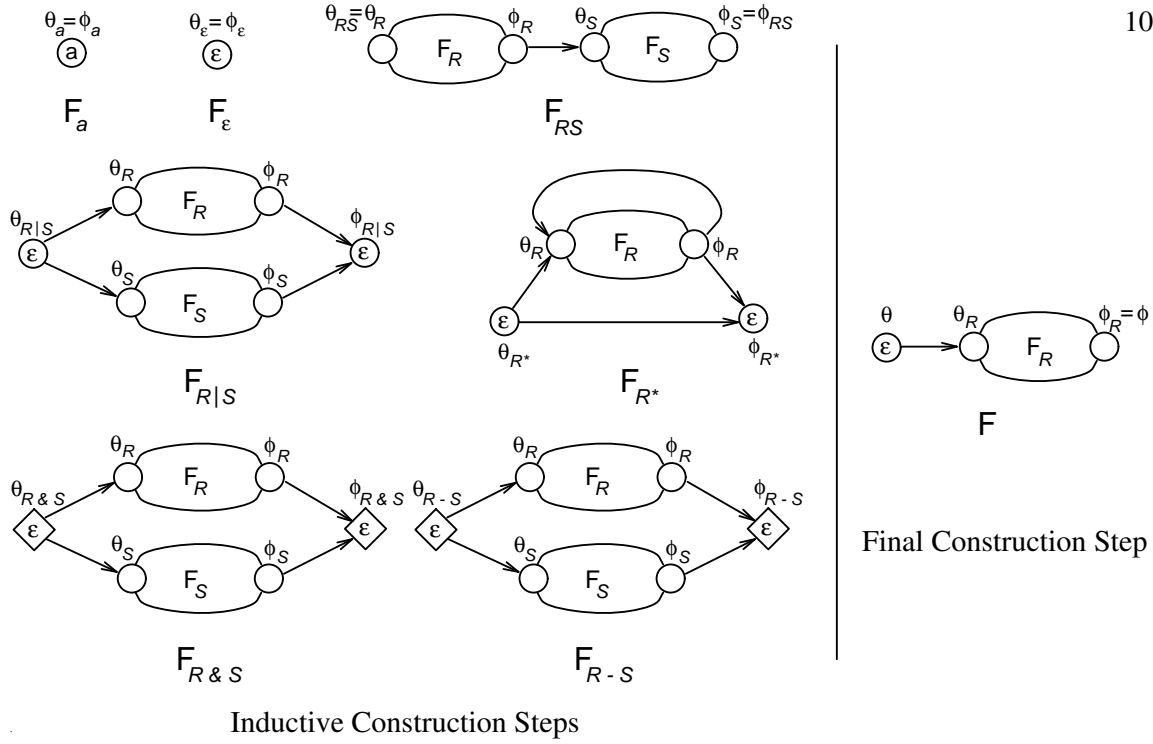 10
θa=ϕa
a
Fa
θε=ϕε
ε
Fε
θRS=θR
ϕR
θS
ϕS=ϕRS
FR
FS
FRS
θR|S
ε
θR
FR
ϕR
θS
FS
ϕS
ϕR|S
ε
FR|S
θR
FR
ϕR
ε
θR*
ε
ϕR*
FR*
θR & S
ε
θR
FR
ϕR
θS
FS
ϕS
ϕR & S
ε
FR & S
θR - S
ε
θR
FR
ϕR
θS
FS
ϕS
ϕR - S
ε
FR - S
Inductive Construction Steps
θ
ε
θR
FR
ϕR=ϕ
F
Final Construction Step